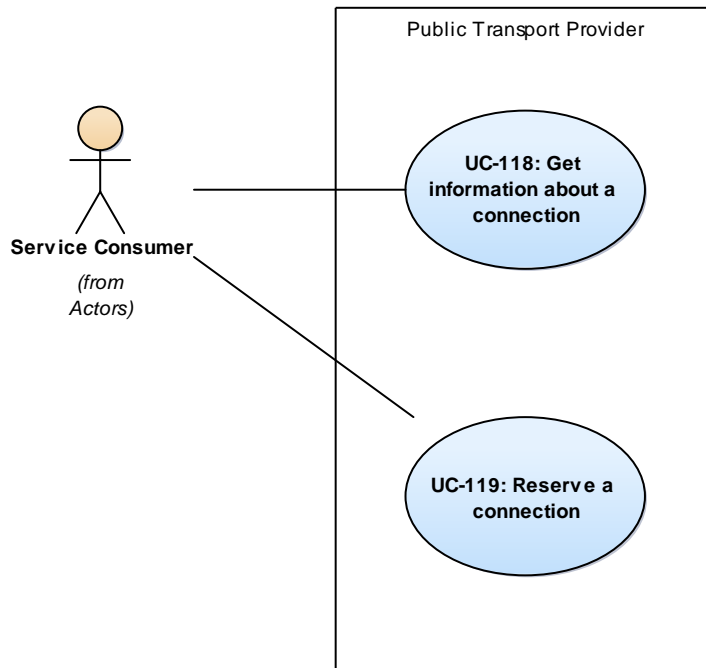 Public Transport Provider
UC-118: Get
information about a
connection
Service Consumer
(from
Actors)
UC-119: Reserve a
connection